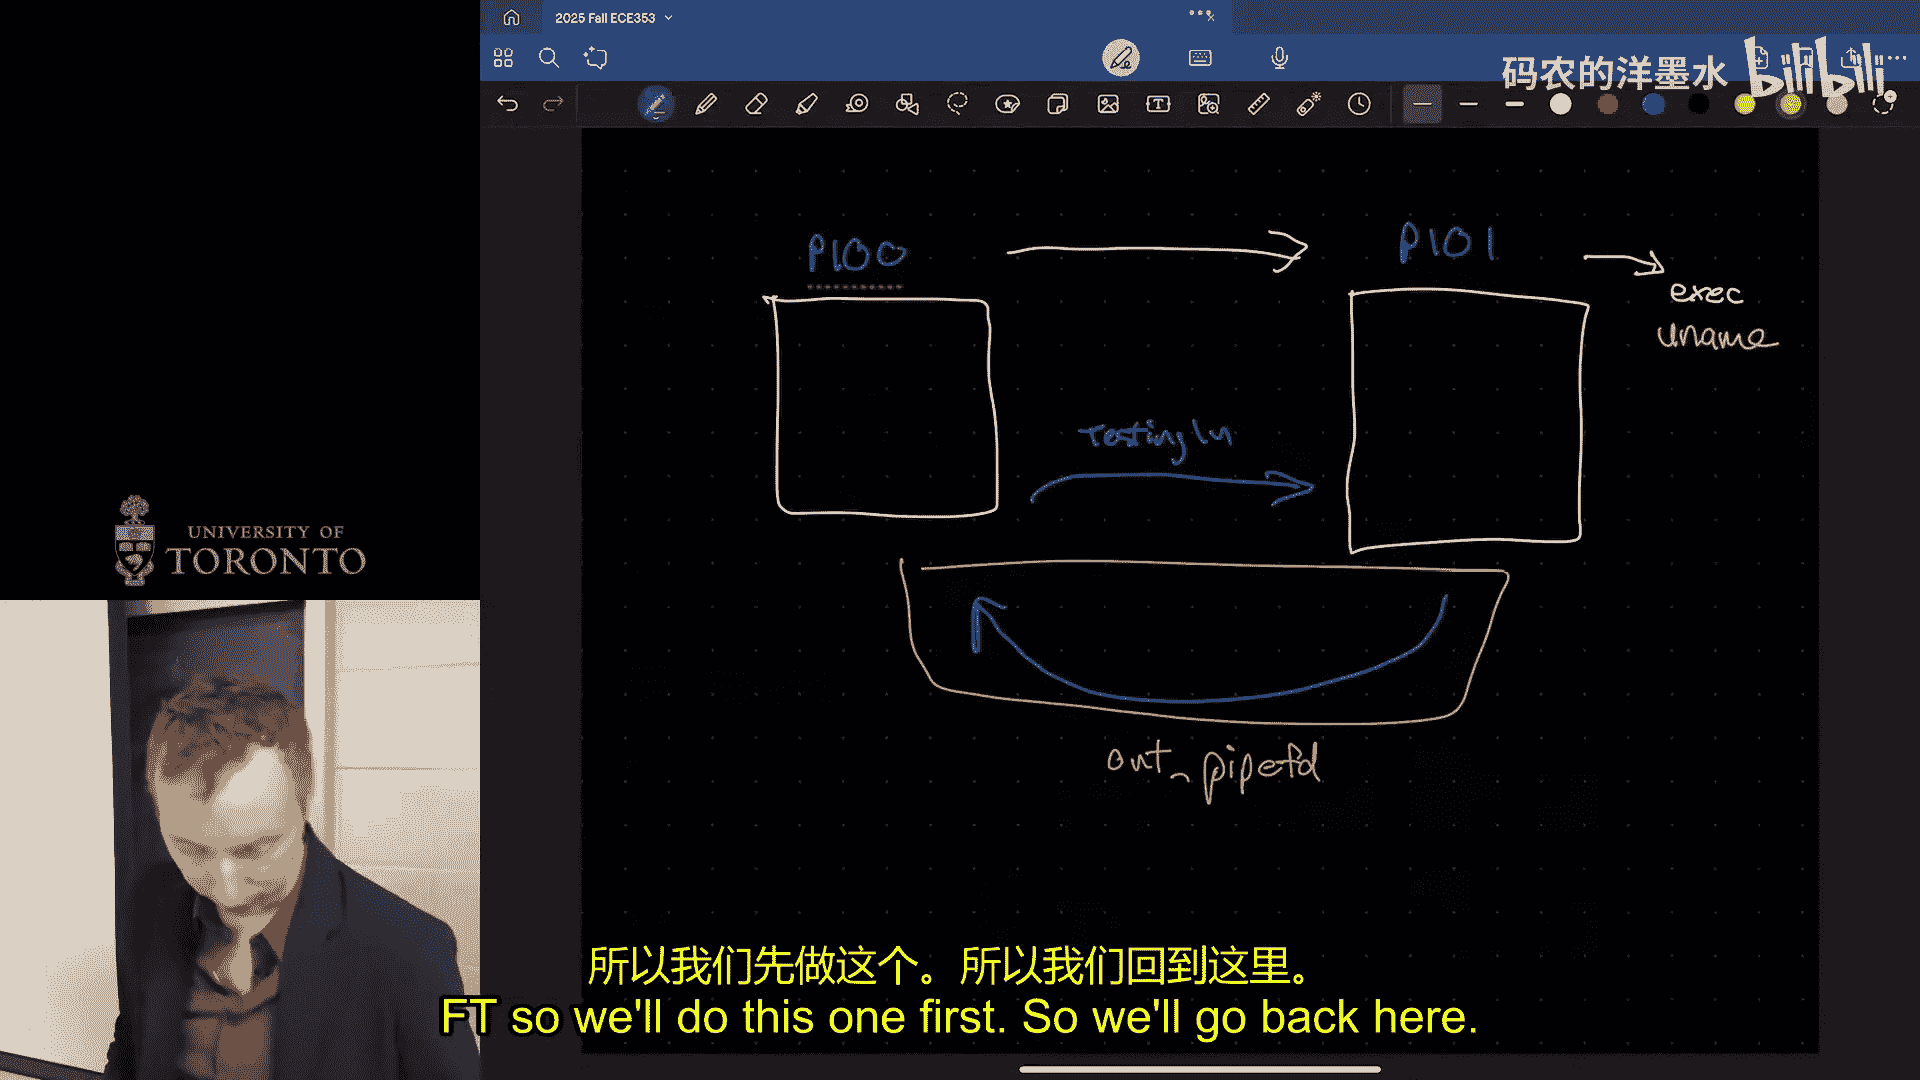 2025 Fall ECE353
码农的洋墨水 bilibili
P100
P101
exec
uname
Testing\n
out_pipefd
UNIVERSITY OF
TORONTO
所以我们先做这个。所以我们回到这里。
FT so we'll do this one first. So we'll go back here.